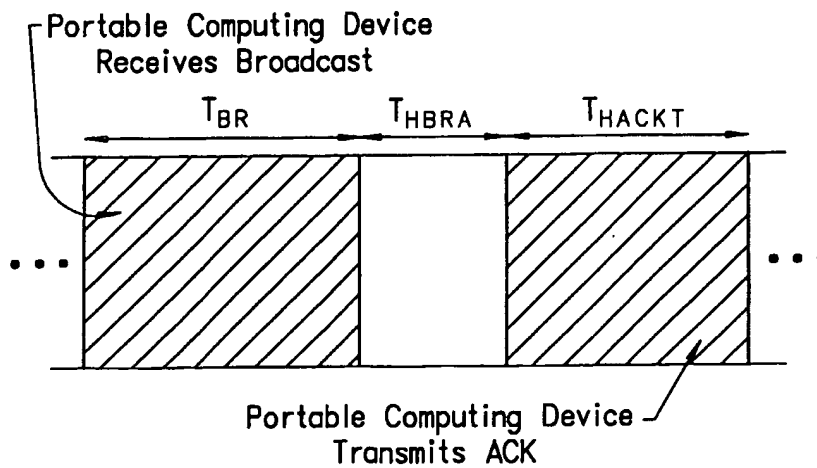 Portable Computing Device
Receives Broadcast
T_BR T_HBRA T_HACKT
Portable Computing Device
Transmits ACK